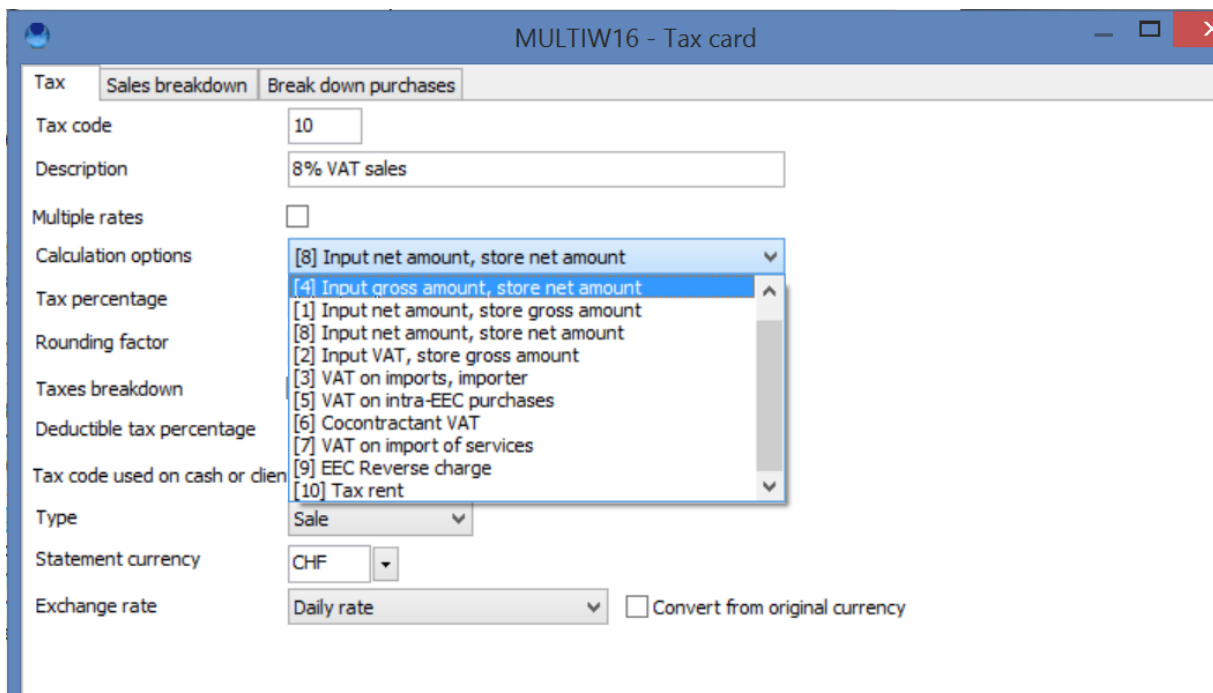 MULTIW16 - Tax card
Tax Sales breakdown Break down purchases
Tax code 10
Description 8% VAT sales
Multiple rates
Calculation options [8] Input net amount, store net amount
[4] Input gross amount, store net amount
Tax percentage
[1] Input net amount, store gross amount
[8] Input net amount, store net amount
Rounding factor
[2] Input VAT, store gross amount
[3] VAT on imports, importer
Taxes breakdown
[5] VAT on intra-EEC purchases
[6] Cocontractant VAT
Deductible tax percentage
[7] VAT on import of services
[9] EEC Reverse charge
Tax code used on cash or clien
[10] Tax rent
Type Sale
Statement currency CHF
Exchange rate Daily rate Convert from original currency